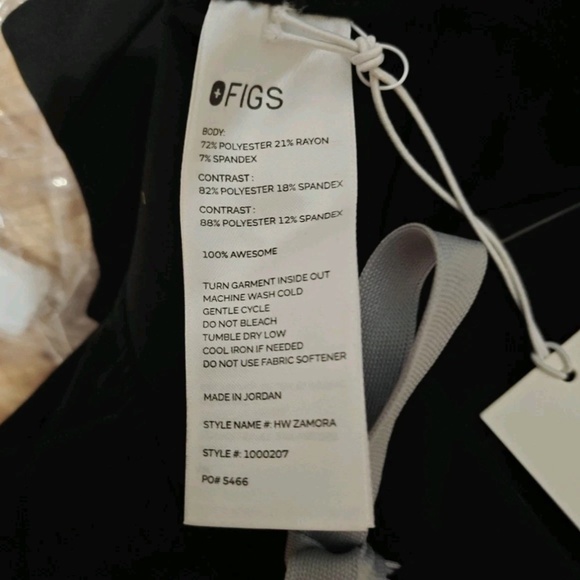 FIGS
BODY:
72% POLYESTER 21% RAYON
7% SPANDEX
CONTRAST :
82% POLYESTER 18% SPANDEX
CONTRAST :
88% POLYESTER 12% SPANDEX
100% AWESOME
TURN GARMENT INSIDE OUT
MACHINE WASH COLD
GENTLE CYCLE
DO NOT BLEACH
TUMBLE DRY LOW
COOL IRON IF NEEDED
DO NOT USE FABRIC SOFTENER
MADE IN JORDAN
STYLE NAME #: HW ZAMORA
STYLE #: 1000207
PO# S466